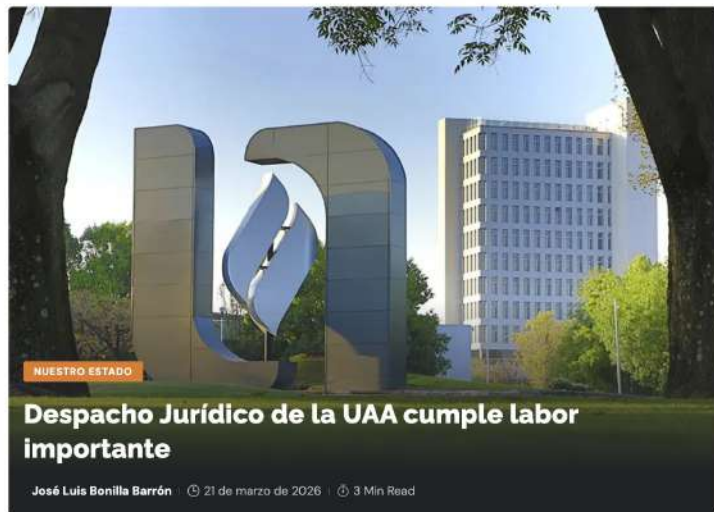 NUESTRO ESTADO
Despacho Jurídico de la UAA cumple labor
importante
José Luis Bonilla Barrón 21 de marzo de 2026 3 Min Read